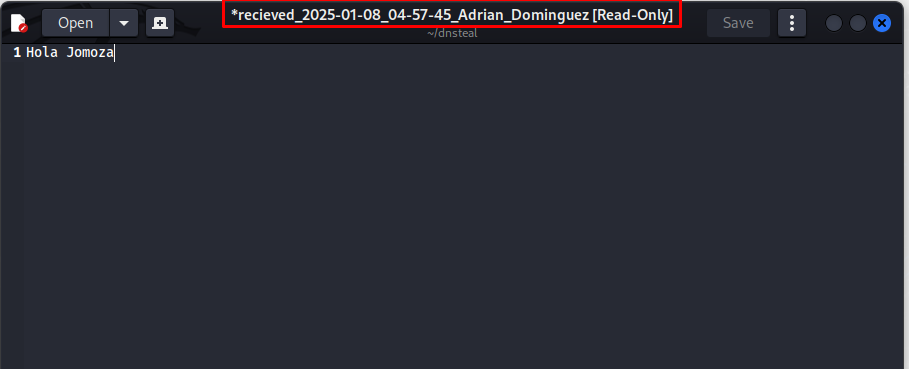 Open
*recieved_2025-01-08_04-57-45_Adrian_Dominguez [Read-Only]
~/dnsteal
Save
1 Hola Jomoza